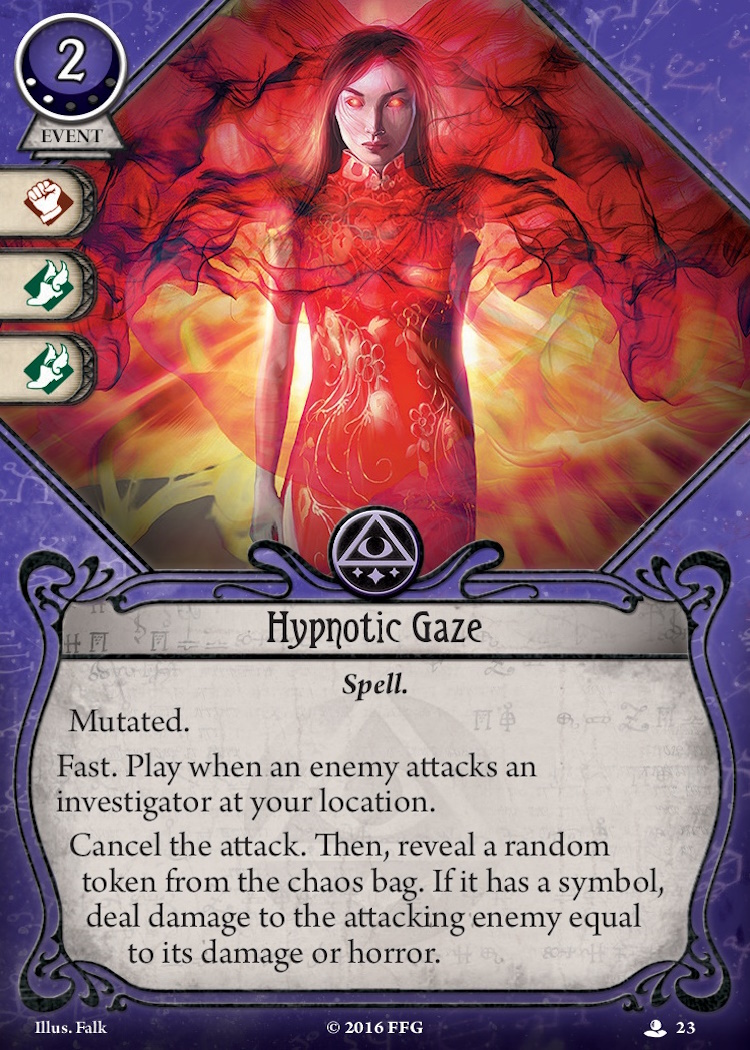 2
EVENT
Hypnotic Gaze
Spell.
Mutated.
Fast. Play when an enemy attacks an
investigator at your location.
Cancel the attack. Then, reveal a random
token from the chaos bag. If it has a symbol,
deal damage to the attacking enemy equal
to its damage or horror.
Illus. Falk
© 2016 FFG
23